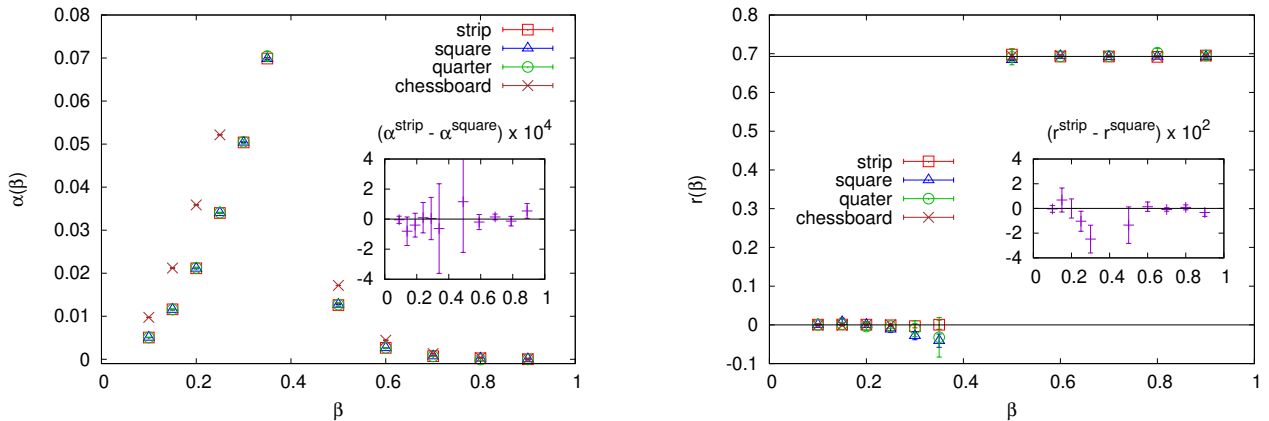 0.08
0.07
0.06
0.05
0.04
0.03
0.02
0.01
0
0 0.2 0.4 0.6 0.8 1
α(β)
β
strip
square
quarter
chessboard
(α^strip - α^square) x 10^4
4
2
0
-2
-4
0 0.2 0.4 0.6 0.8 1
0.8
0.7
0.6
0.5
0.4
0.3
0.2
0.1
0
-0.1
0 0.2 0.4 0.6 0.8 1
r(β)
β
strip
square
quater
chessboard
(r^strip - r^square) x 10^2
4
2
0
-2
-4
0 0.2 0.4 0.6 0.8 1